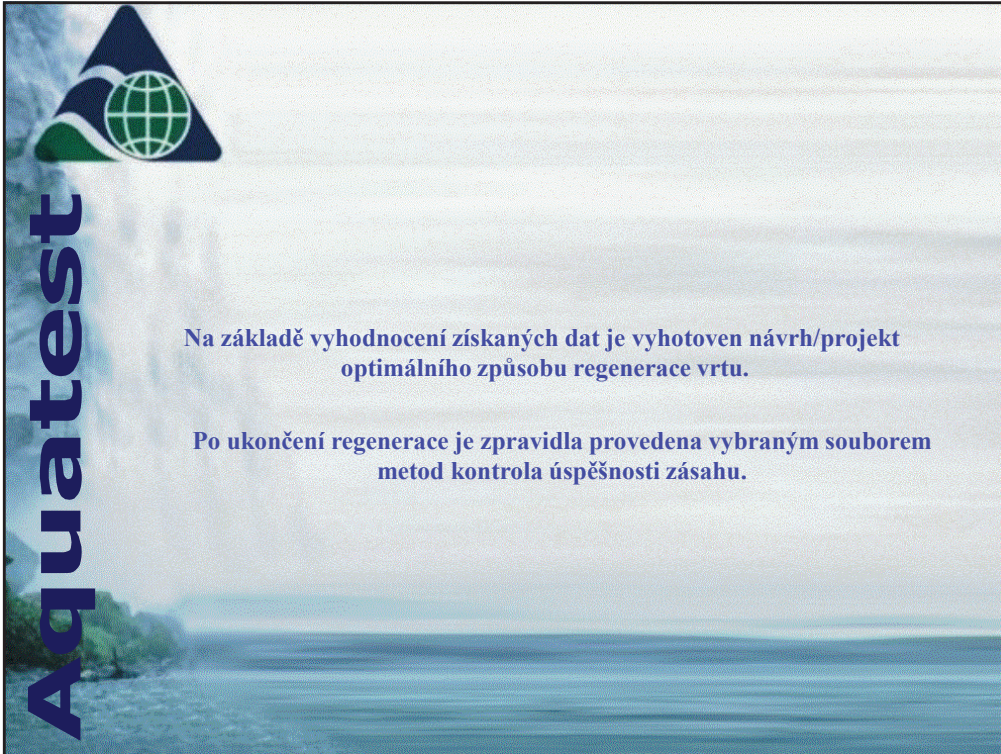 Aquatest
Na základě vyhodnocení získaných dat je vyhotoven návrh/projekt
optimálního způsobu regenerace vrtu.
Po ukončení regenerace je zpravidla provedena vybraným souborem
metod kontrola úspěšnosti zásahu.